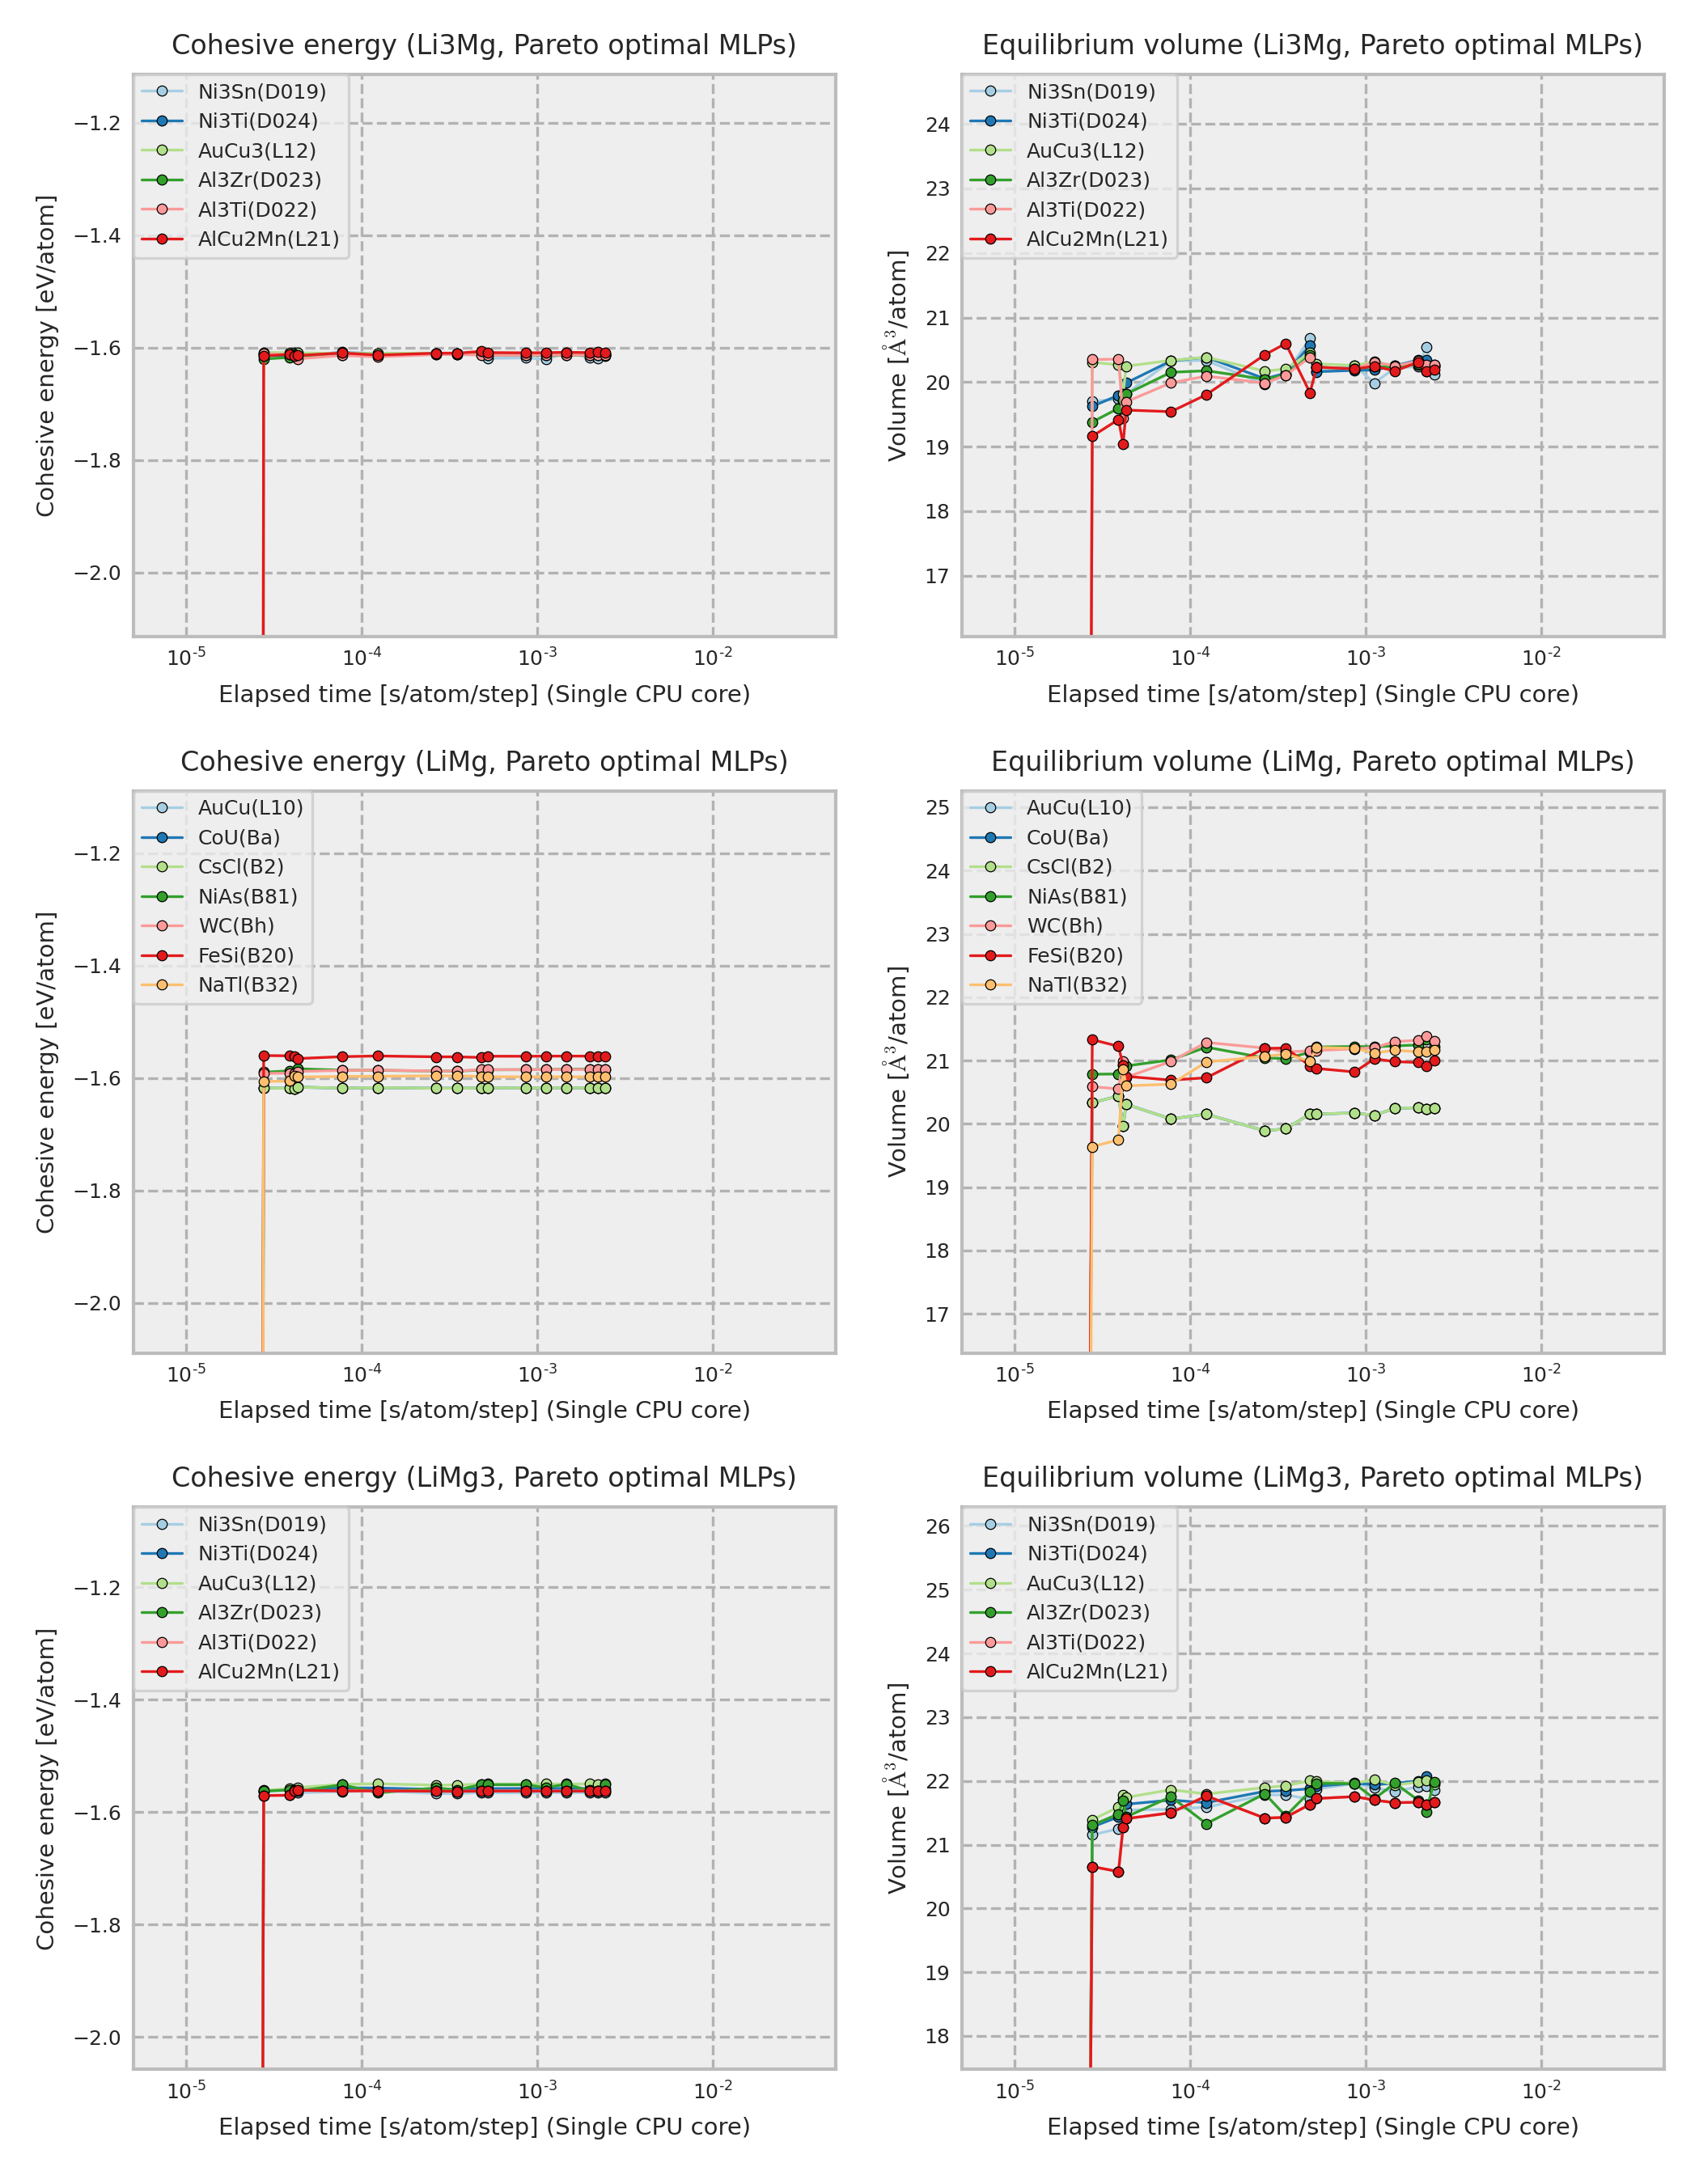 Cohesive energy (Li3Mg, Pareto optimal MLPs)
Ni3Sn(D019)
Ni3Ti(D024)
AuCu3(L12)
Al3Zr(D023)
Al3Ti(D022)
AlCu2Mn(L21)
−1.2
−1.4
−1.6
−1.8
−2.0
Cohesive energy [eV/atom]
10-5
10-4
10-3
10-2
Elapsed time [s/atom/step] (Single CPU core)
Equilibrium volume (Li3Mg, Pareto optimal MLPs)
Ni3Sn(D019)
Ni3Ti(D024)
AuCu3(L12)
Al3Zr(D023)
Al3Ti(D022)
AlCu2Mn(L21)
24
23
22
21
20
19
18
17
Volume [Å3/atom]
10-5
10-4
10-3
10-2
Elapsed time [s/atom/step] (Single CPU core)
Cohesive energy (LiMg, Pareto optimal MLPs)
AuCu(L10)
CoU(Ba)
CsCl(B2)
NiAs(B81)
WC(Bh)
FeSi(B20)
NaTl(B32)
−1.2
−1.4
−1.6
−1.8
−2.0
Cohesive energy [eV/atom]
10-5
10-4
10-3
10-2
Elapsed time [s/atom/step] (Single CPU core)
Equilibrium volume (LiMg, Pareto optimal MLPs)
AuCu(L10)
CoU(Ba)
CsCl(B2)
NiAs(B81)
WC(Bh)
FeSi(B20)
NaTl(B32)
25
24
23
22
21
20
19
18
17
Volume [Å3/atom]
10-5
10-4
10-3
10-2
Elapsed time [s/atom/step] (Single CPU core)
Cohesive energy (LiMg3, Pareto optimal MLPs)
Ni3Sn(D019)
Ni3Ti(D024)
AuCu3(L12)
Al3Zr(D023)
Al3Ti(D022)
AlCu2Mn(L21)
−1.2
−1.4
−1.6
−1.8
−2.0
Cohesive energy [eV/atom]
10-5
10-4
10-3
10-2
Elapsed time [s/atom/step] (Single CPU core)
Equilibrium volume (LiMg3, Pareto optimal MLPs)
Ni3Sn(D019)
Ni3Ti(D024)
AuCu3(L12)
Al3Zr(D023)
Al3Ti(D022)
AlCu2Mn(L21)
26
25
24
23
22
21
20
19
18
Volume [Å3/atom]
10-5
10-4
10-3
10-2
Elapsed time [s/atom/step] (Single CPU core)